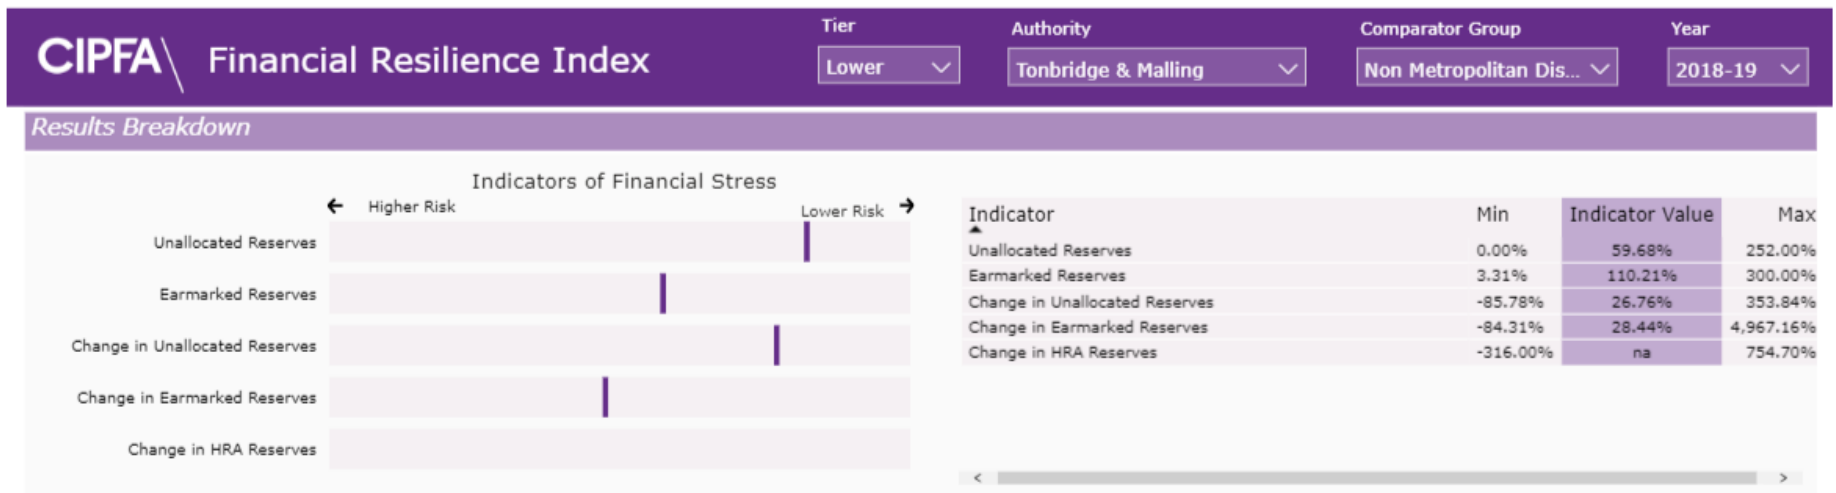 Tier Authority Comparator Group Year
CIPFA\ Financial Resilience Index Lower Tonbridge & Malling Non Metropolitan Dis... 2018-19
Results Breakdown
Indicators of Financial Stress
← Higher Risk Lower Risk →
Unallocated Reserves
Earmarked Reserves
Change in Unallocated Reserves
Change in Earmarked Reserves
Change in HRA Reserves
Indicator Min Indicator Value Max
Unallocated Reserves 0.00% 59.68% 252.00%
Earmarked Reserves 3.31% 110.21% 300.00%
Change in Unallocated Reserves -85.78% 26.76% 353.84%
Change in Earmarked Reserves -84.31% 28.44% 4,967.16%
Change in HRA Reserves -316.00% na 754.70%